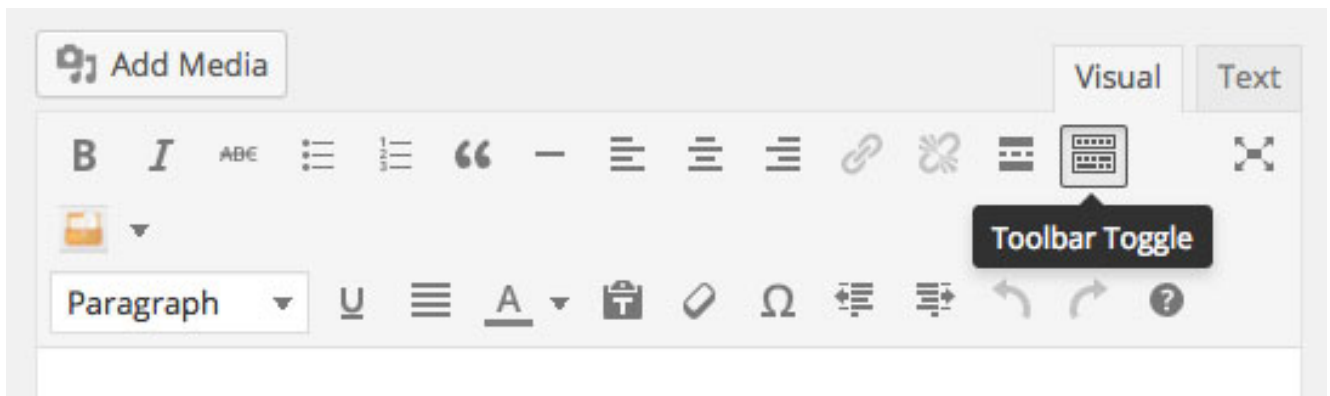 Add Media
Visual Text
B I ABC
Toolbar Toggle
Paragraph U A T Ω ?